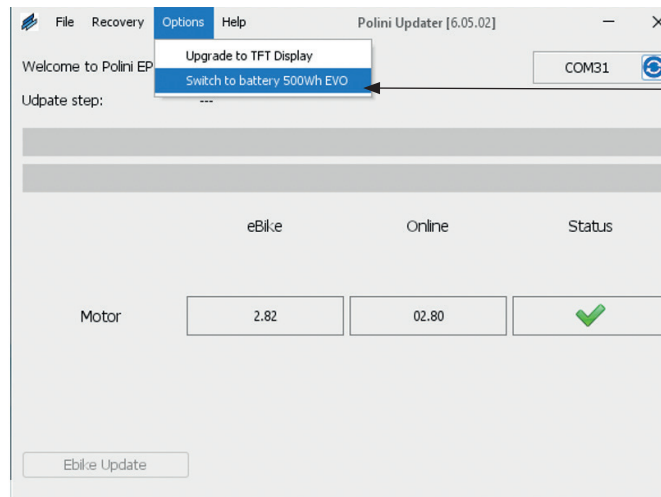 File Recovery Options Help Polini Updater [6.05.02]
Upgrade to TFT Display
Welcome to Polini EP COM31
Switch to battery 500Wh EVO
Udpate step: ---
eBike Online Status
Motor 2.82 02.80
Ebike Update